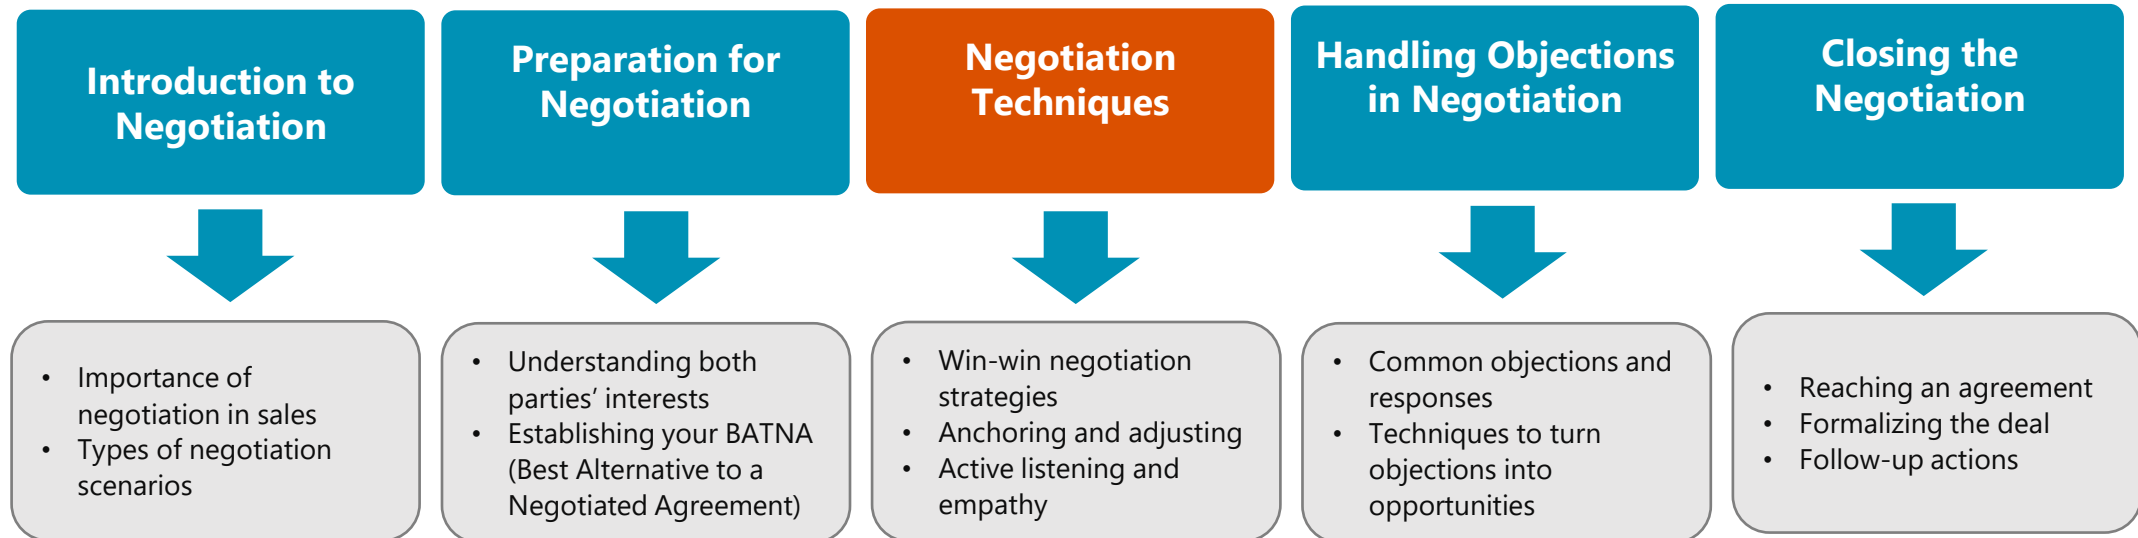 Introduction to
Negotiation
Preparation for
Negotiation
Negotiation
Techniques
Handling Objections
in Negotiation
Closing the
Negotiation
• Importance of
negotiation in sales
• Types of negotiation
scenarios
• Understanding both
parties’ interests
• Establishing your BATNA
(Best Alternative to a
Negotiated Agreement)
• Win-win negotiation
strategies
• Anchoring and adjusting
• Active listening and
empathy
• Common objections and
responses
• Techniques to turn
objections into
opportunities
• Reaching an agreement
• Formalizing the deal
• Follow-up actions